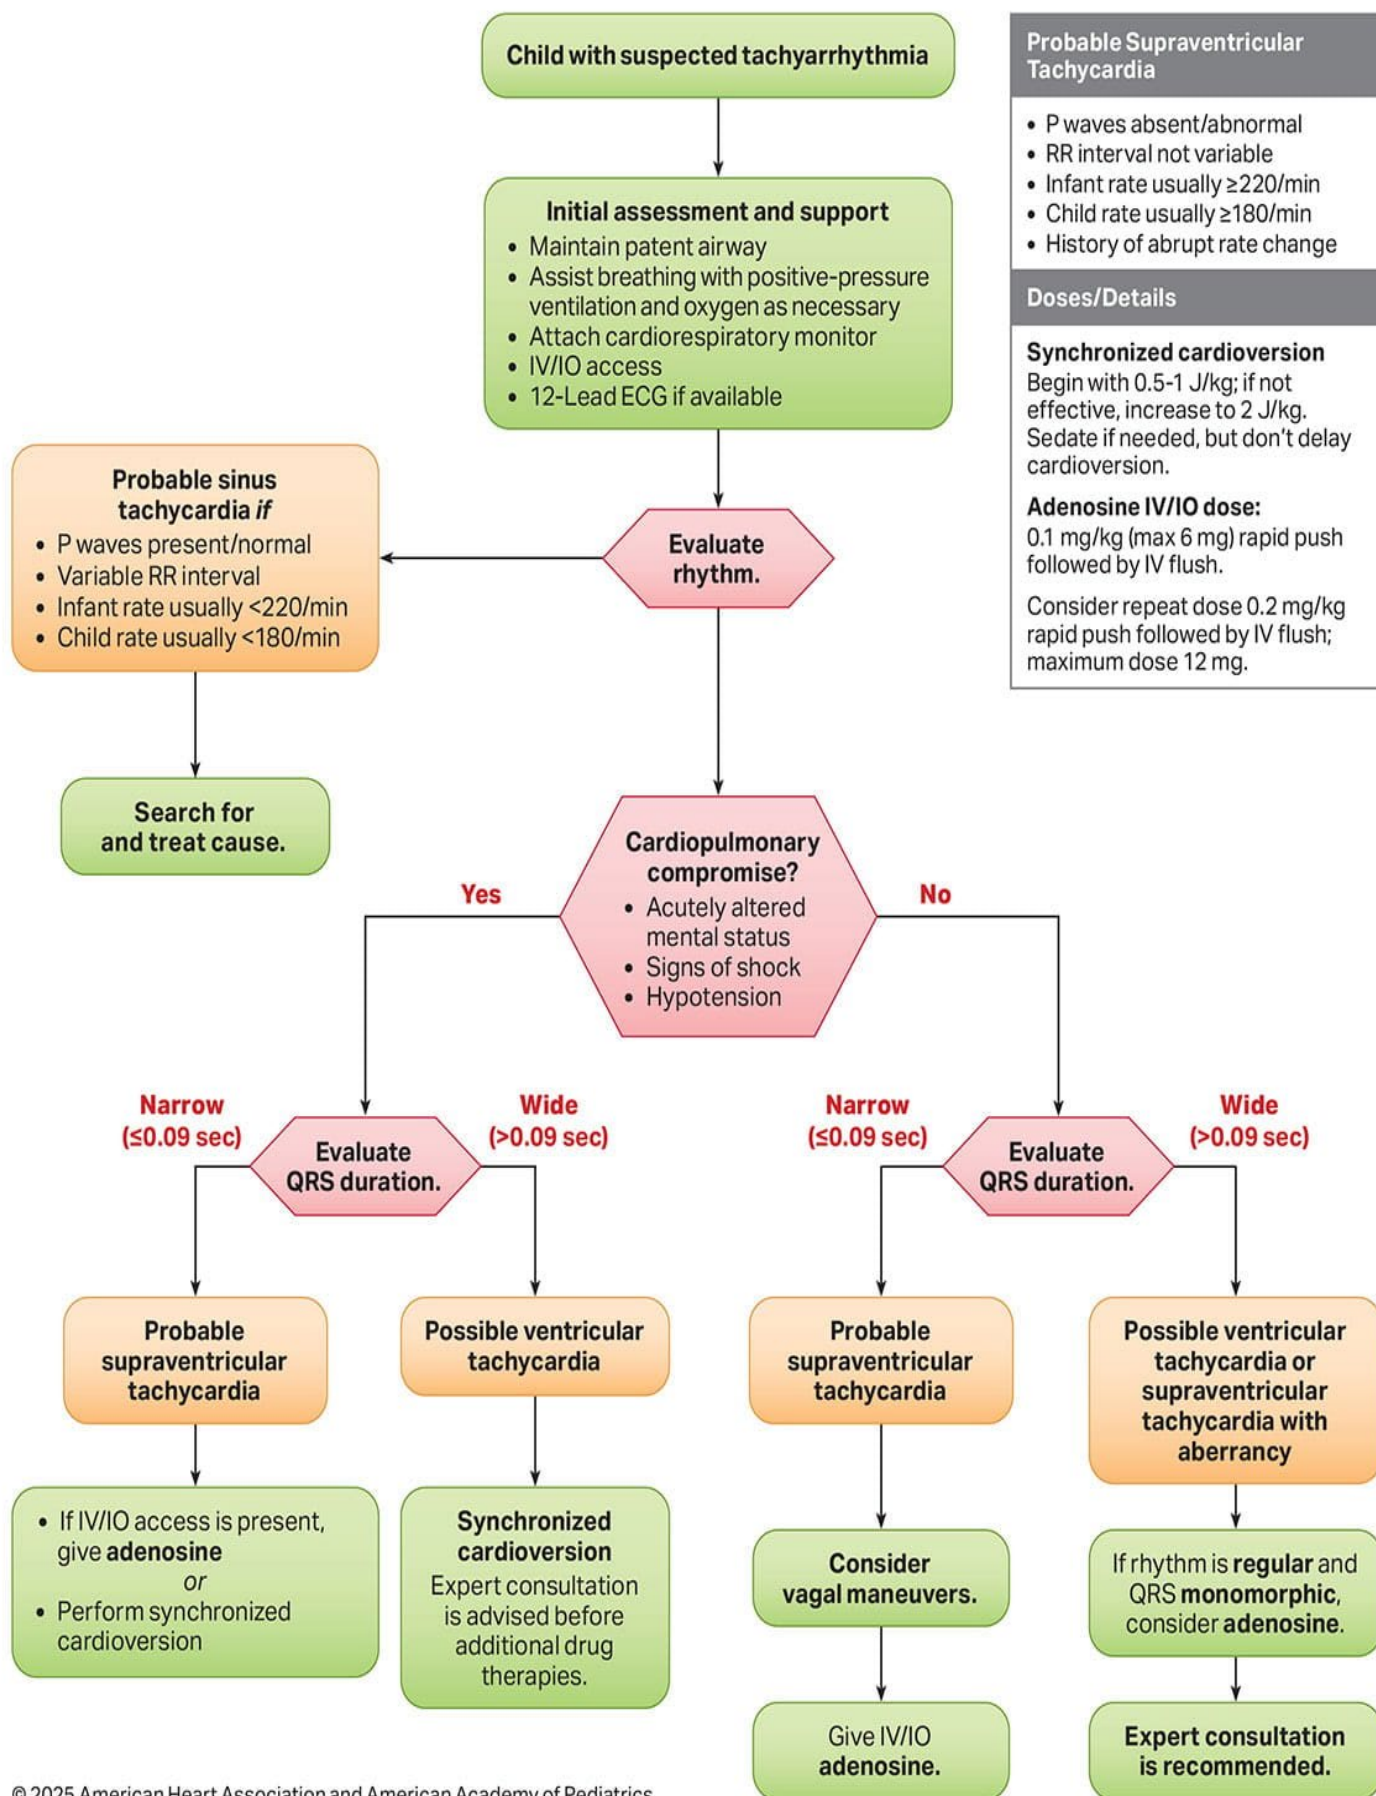 Child with suspected tachyarrhythmia
Initial assessment and support
• Maintain patent airway
• Assist breathing with positive-pressure
ventilation and oxygen as necessary
• Attach cardiorespiratory monitor
• IV/IO access
• 12-Lead ECG if available
Evaluate
rhythm.
Probable sinus
tachycardia if
• P waves present/normal
• Variable RR interval
• Infant rate usually <220/min
• Child rate usually <180/min
Search for
and treat cause.
Cardiopulmonary
compromise?
• Acutely altered
mental status
• Signs of shock
• Hypotension
Yes
No
Narrow
(≤0.09 sec)
Evaluate
QRS duration.
Wide
(>0.09 sec)
Narrow
(≤0.09 sec)
Evaluate
QRS duration.
Wide
(>0.09 sec)
Probable
supraventricular
tachycardia
• If IV/IO access is present,
give adenosine
or
• Perform synchronized
cardioversion
Possible ventricular
tachycardia
Synchronized
cardioversion
Expert consultation
is advised before
additional drug
therapies.
Probable
supraventricular
tachycardia
Consider
vagal maneuvers.
Give IV/IO
adenosine.
Possible ventricular
tachycardia or
supraventricular
tachycardia with
aberrancy
If rhythm is regular and
QRS monomorphic,
consider adenosine.
Expert consultation
is recommended.
Probable Supraventricular
Tachycardia
• P waves absent/abnormal
• RR interval not variable
• Infant rate usually ≥220/min
• Child rate usually ≥180/min
• History of abrupt rate change
Doses/Details
Synchronized cardioversion
Begin with 0.5-1 J/kg; if not
effective, increase to 2 J/kg.
Sedate if needed, but don't delay
cardioversion.
Adenosine IV/IO dose:
0.1 mg/kg (max 6 mg) rapid push
followed by IV flush.
Consider repeat dose 0.2 mg/kg
rapid push followed by IV flush;
maximum dose 12 mg.
© 2025 American Heart Association and American Academy of Pediatrics